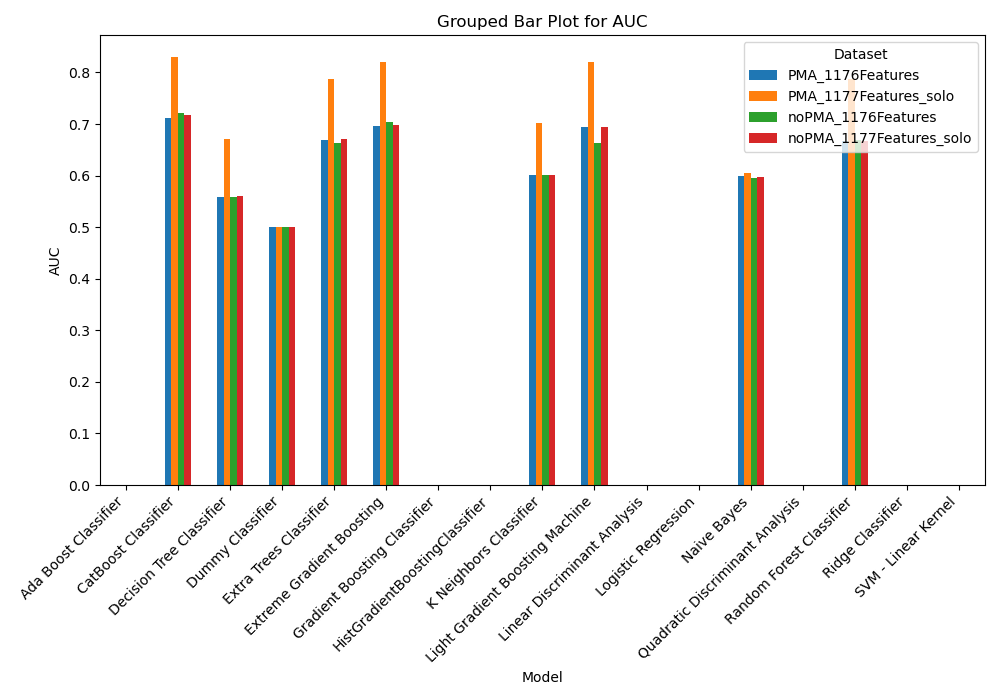 Grouped Bar Plot for AUC
Dataset
PMA_1176Features
PMA_1177Features_solo
noPMA_1176Features
noPMA_1177Features_solo
AUC
0.8
0.7
0.6
0.5
0.4
0.3
0.2
0.1
0.0
Ada Boost Classifier
CatBoost Classifier
Decision Tree Classifier
Dummy Classifier
Extra Trees Classifier
Extreme Gradient Boosting
Gradient Boosting Classifier
HistGradientBoostingClassifier
K Neighbors Classifier
Light Gradient Boosting Machine
Linear Discriminant Analysis
Logistic Regression
Naive Bayes
Quadratic Discriminant Analysis
Random Forest Classifier
Ridge Classifier
SVM - Linear Kernel
Model